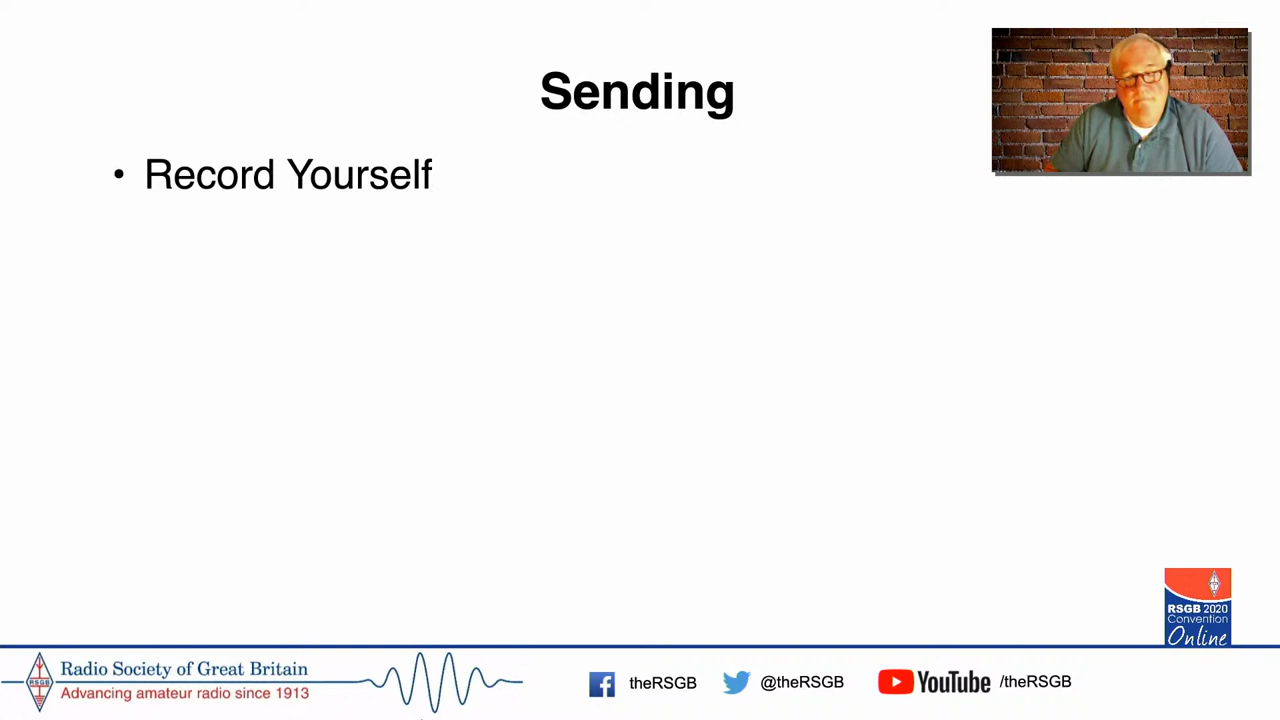 Sending
• Record Yourself
RSGB 2020
Convention
Online
RSGB
Radio Society of Great Britain
Advancing amateur radio since 1913
theRSGB
@theRSGB
YouTube /theRSGB